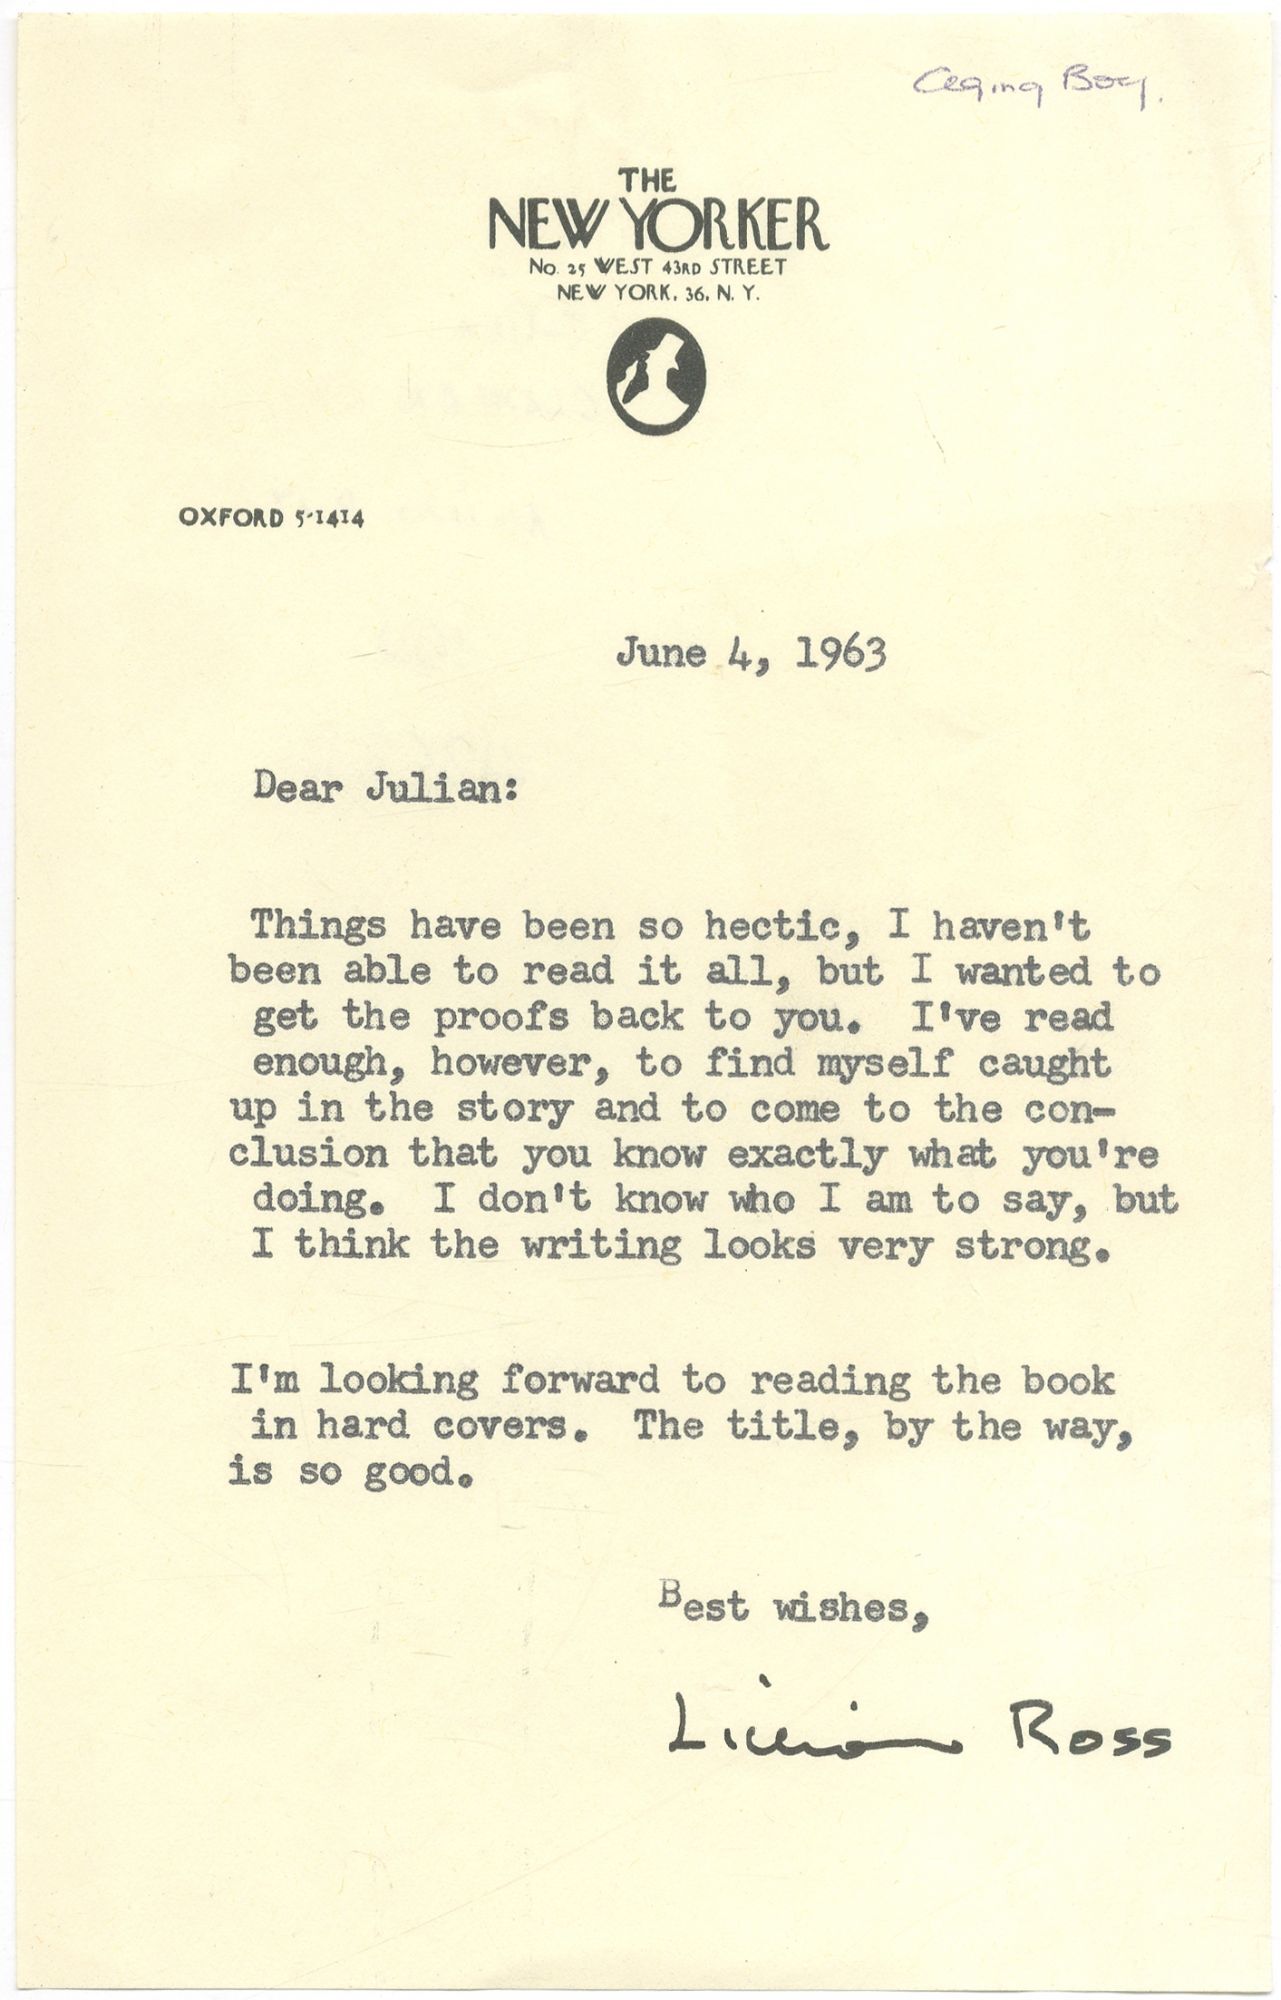 Aging Boy.
THE
NEW YORKER
No. 25 WEST 43RD STREET
NEW YORK, 36, N. Y.
OXFORD 5-1414
June 4, 1963
Dear Julian:
Things have been so hectic, I haven't
been able to read it all, but I wanted to
get the proofs back to you. I've read
enough, however, to find myself caught
up in the story and to come to the con-
clusion that you know exactly what you're
doing. I don't know who I am to say, but
I think the writing looks very strong.
I'm looking forward to reading the book
in hard covers. The title, by the way,
is so good.
Best wishes,
Lillian Ross